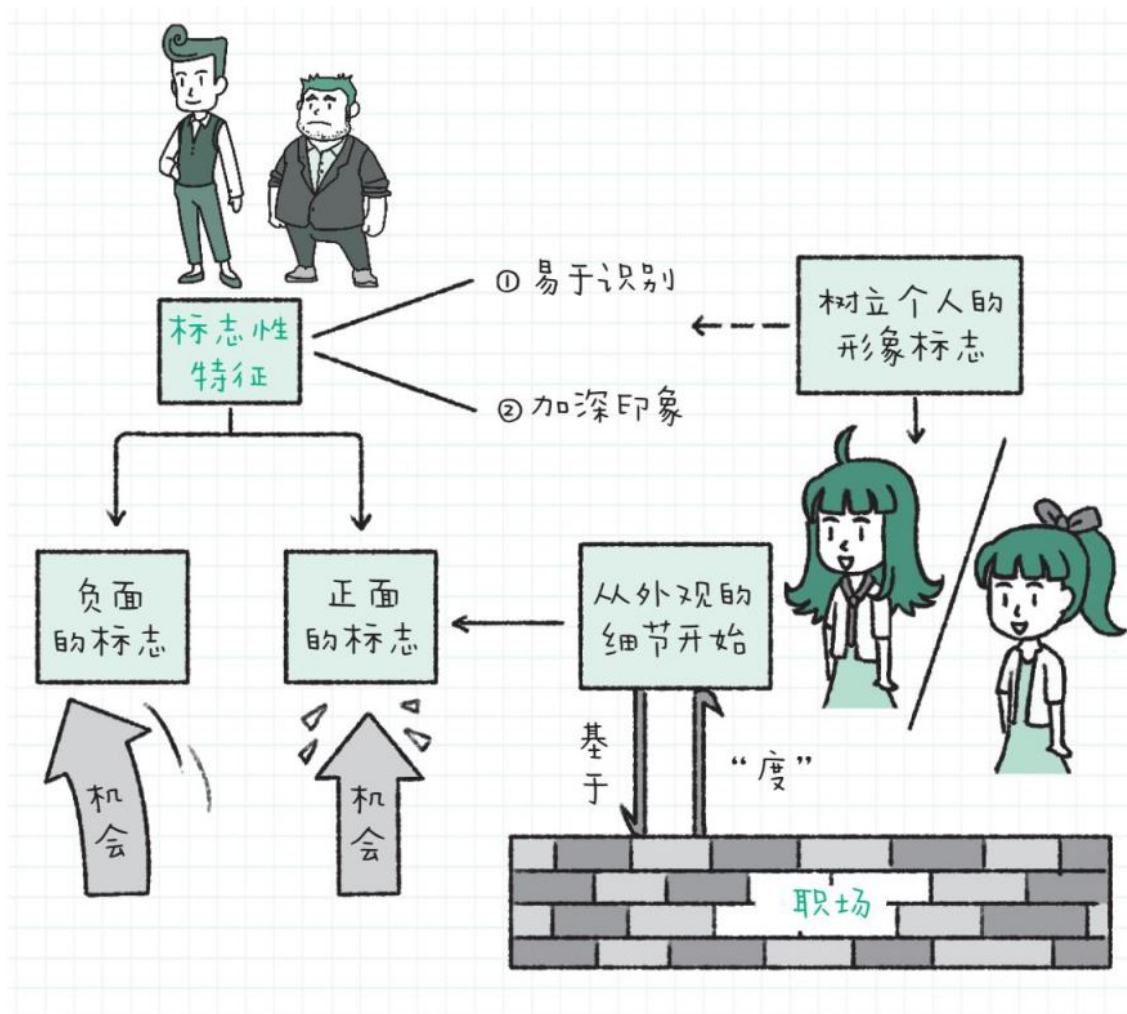 ① 易于识别
树立个人的
形象标志
标志性
特征
② 加深印象
负面
的标志
正面
的标志
从外观的
细节开始
基于
“度”
机会
机会
职场